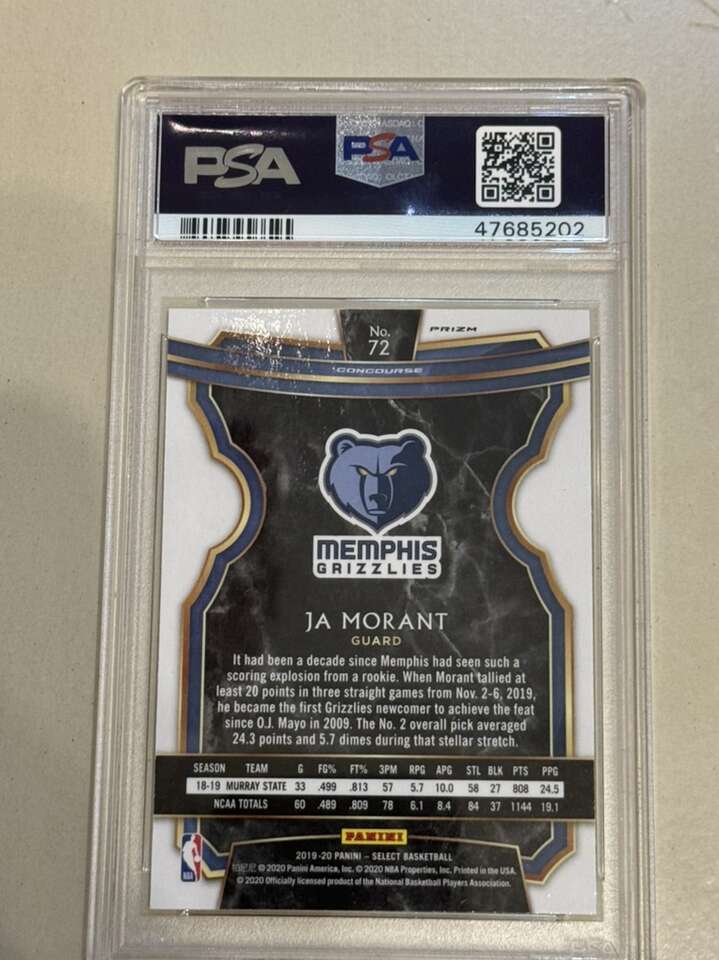 PSA
PSA
47685202
No.
72
PRIZM
CONCOURSE
MEMPHIS
GRIZZLIES
JA MORANT
GUARD
It had been a decade since Memphis had seen such a
scoring explosion from a rookie. When Morant tallied at
least 20 points in three straight games from Nov. 2-6, 2019,
he became the first Grizzlies newcomer to achieve the feat
since O.J. Mayo in 2009. The No. 2 overall pick averaged
24.3 points and 5.7 dimes during that stellar stretch.
SEASON TEAM G FG% FT% 3PM RPG APG STL BLK PTS PPG
18-19 MURRAY STATE 33 .499 .813 57 5.7 10.0 58 27 808 24.5
NCAA TOTALS 60 .489 .809 78 6.1 8.4 84 37 1144 19.1
PANINI
2019-20 PANINI – SELECT BASKETBALL
© 2020 Panini America, Inc. © 2020 NBA Properties, Inc. Printed in the USA.
© 2020 Officially licensed product of the National Basketball Players Association.
NBA
PSA